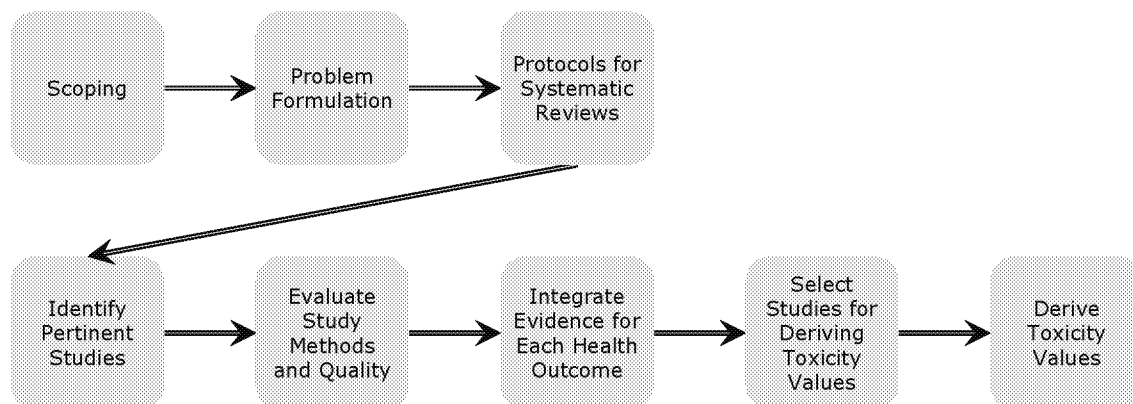 Scoping
Problem
Formulation
Protocols for
Systematic
Reviews
Identify
Pertinent
Studies
Evaluate
Study
Methods
and Quality
Integrate
Evidence for
Each Health
Outcome
Select
Studies for
Deriving
Toxicity
Values
Derive
Toxicity
Values